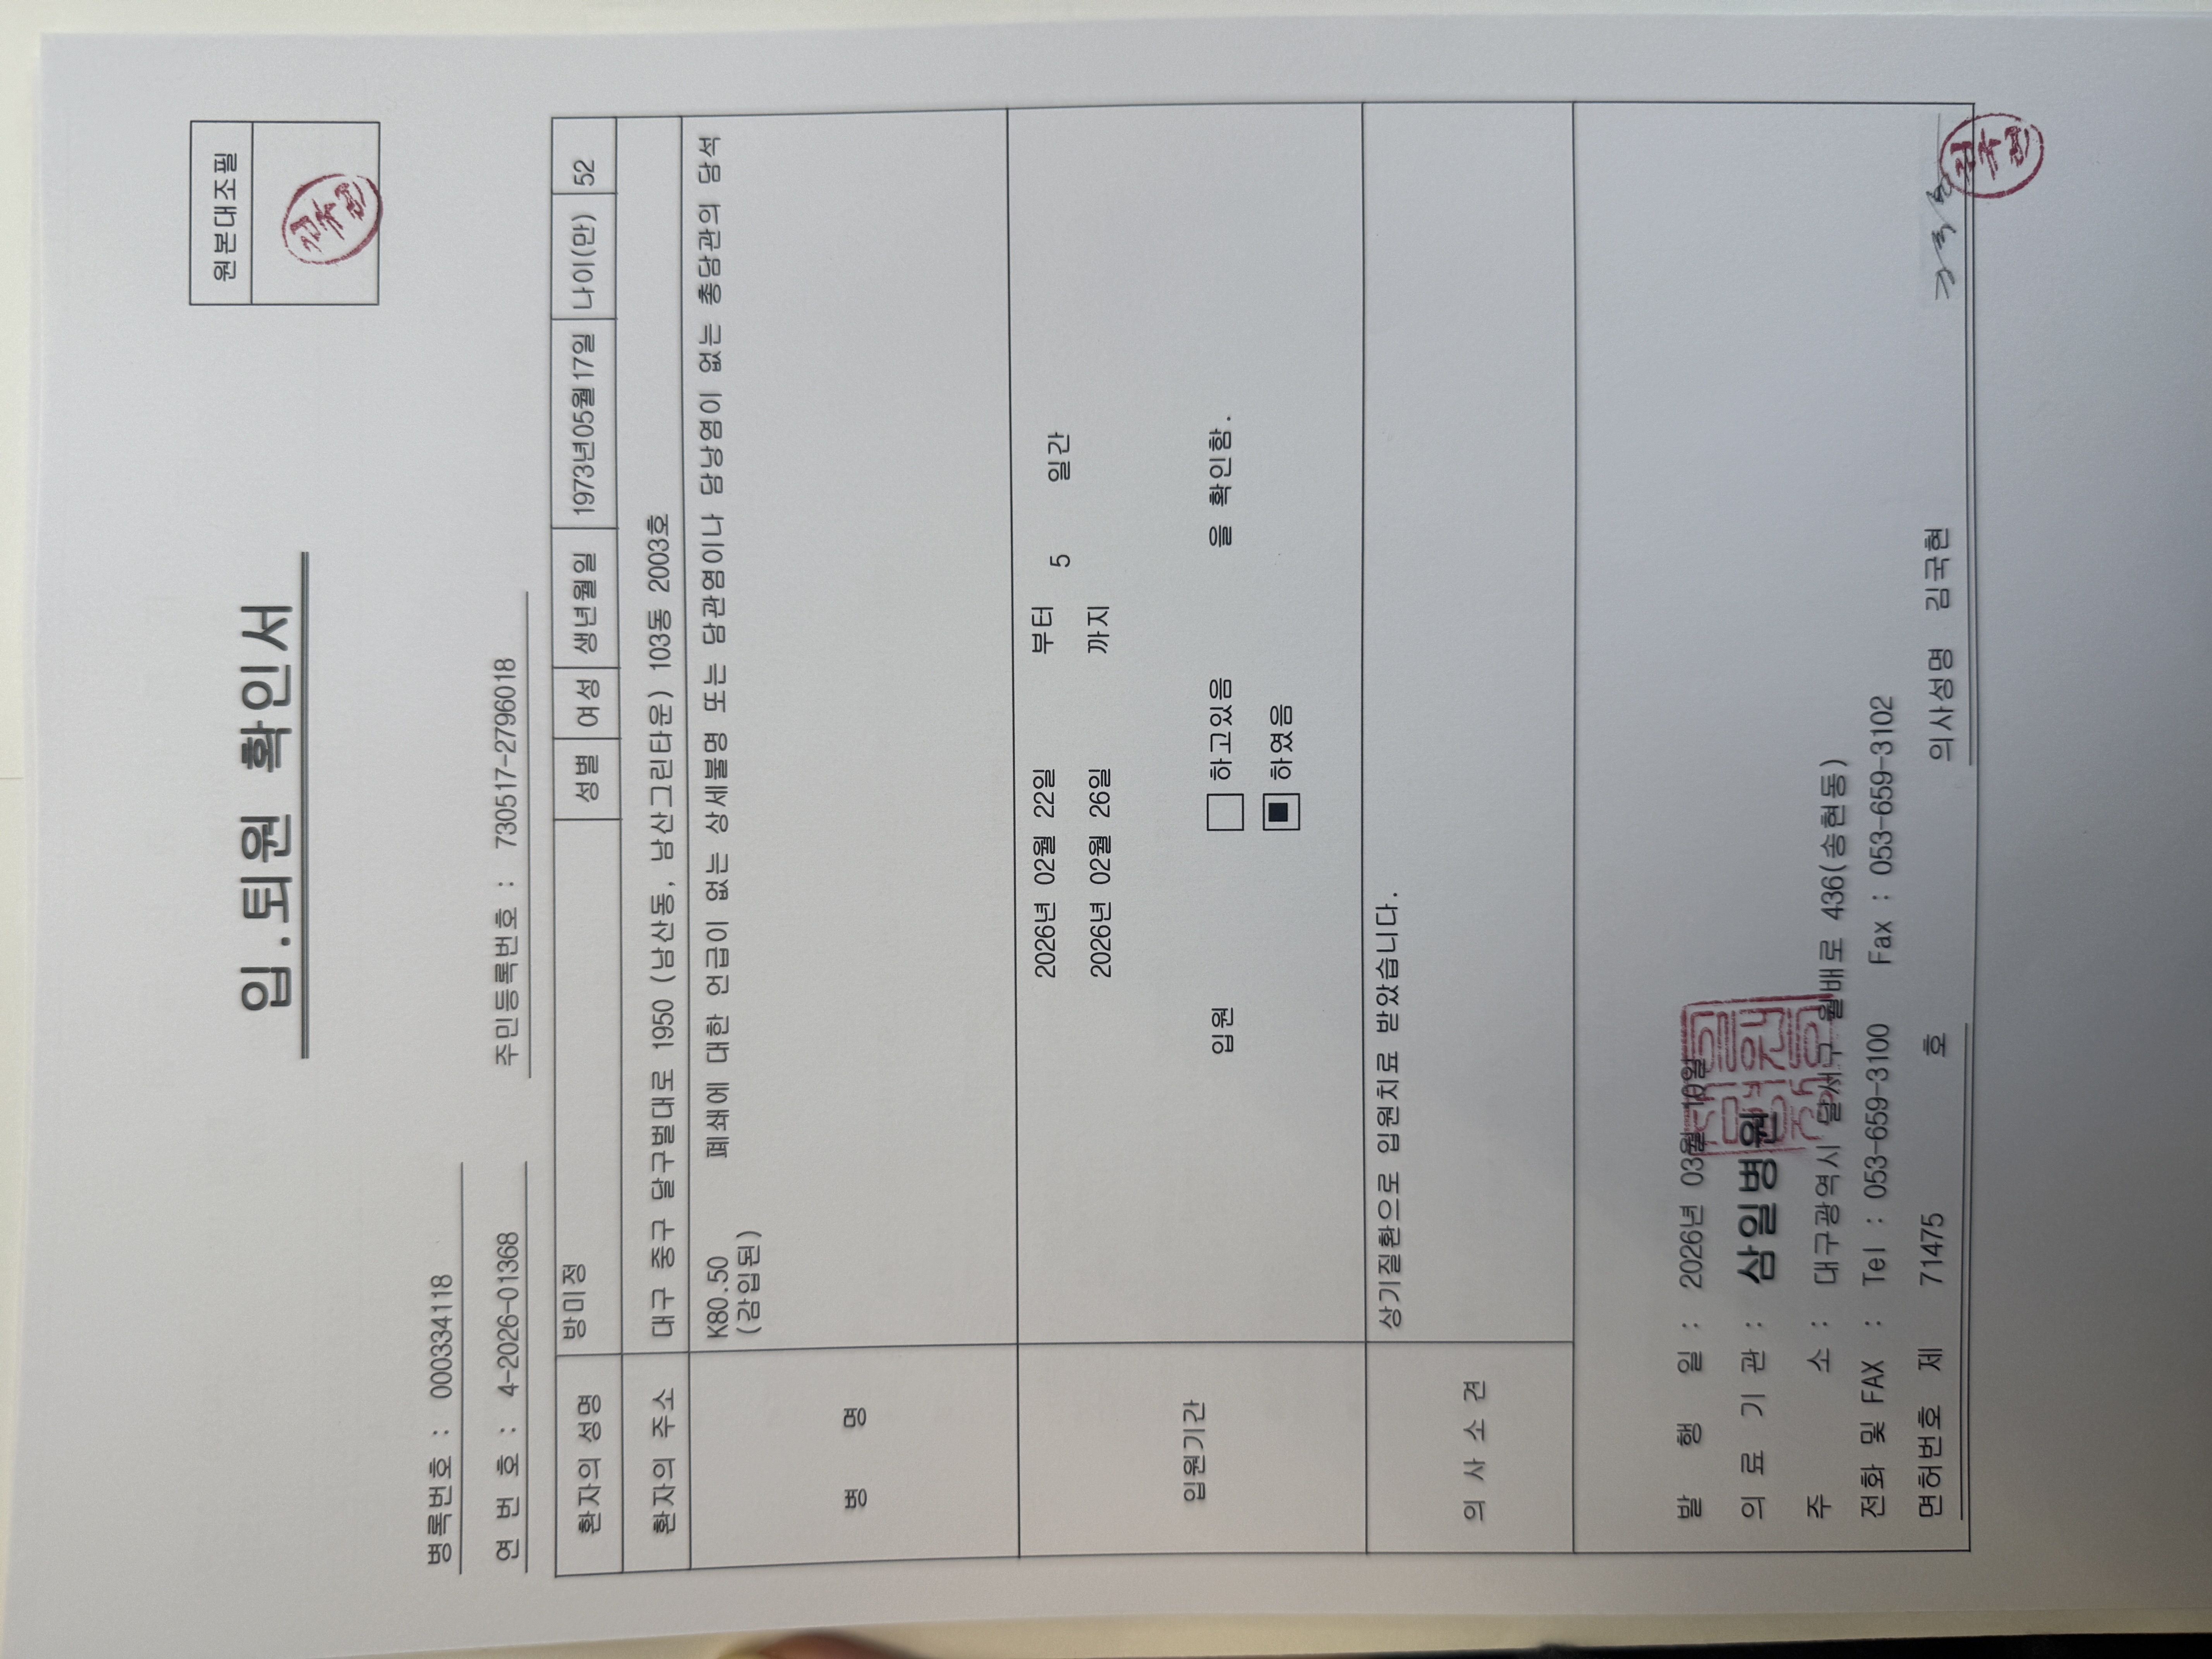 입.퇴원 확인서
원본대조필
병록번호 : 000334118
연 번 호 : 4-2026-01368 주민등록번호 : 730517-2796018
환자의 성명 방미정 성별 여성 생년월일 1973년05월17일 나이(만) 52
환자의 주소 대구 중구 달구벌대로 1950 (남산동, 남산그린타운) 103동 2003호
병 명 K80.50 폐쇄에 대한 언급이 없는 상세불명 또는 담관염이나 담낭염이 없는 총담관의 담석
(감입된)
입원기간 2026년 02월 22일 부터 5 일간
2026년 02월 26일 까지
입원 하고있음 을 확인함.
하였음
의 사 소 견 상기질환으로 입원치료 받았습니다.
발 행 일 : 2026년 03월 10일
의 료 기 관 : 삼일병원
주 소 : 대구광역시 달서구 월배로 436(송현동)
전화 및 FAX : Tel : 053-659-3100 Fax : 053-659-3102
면허번호 제 71475 호 의사성명 김국현